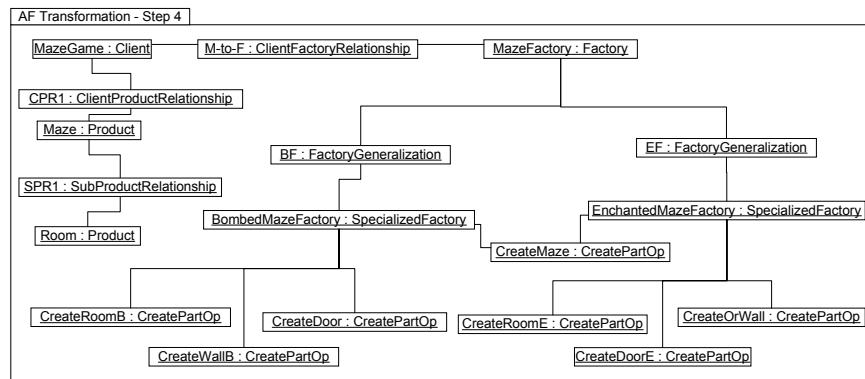 AF Transformation - Step 4
MazeGame : Client
M-to-F : ClientFactoryRelationship
MazeFactory : Factory
CPR1 : ClientProductRelationship
Maze : Product
BF : FactoryGeneralization
EF : FactoryGeneralization
SPR1 : SubProductRelationship
BombedMazeFactory : SpecializedFactory
EnchantedMazeFactory : SpecializedFactory
Room : Product
CreateMaze : CreatePartOp
CreateRoomB : CreatePartOp
CreateDoor : CreatePartOp
CreateRoomE : CreatePartOp
CreateOrWall : CreatePartOp
CreateWallB : CreatePartOp
CreateDoorE : CreatePartOp